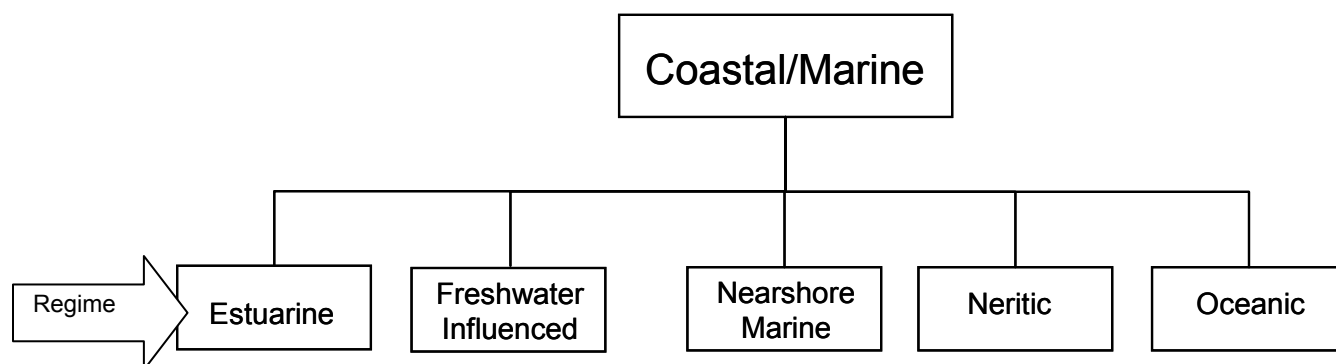 Coastal/Marine
Regime
Estuarine
Freshwater
Influenced
Nearshore
Marine
Neritic
Oceanic